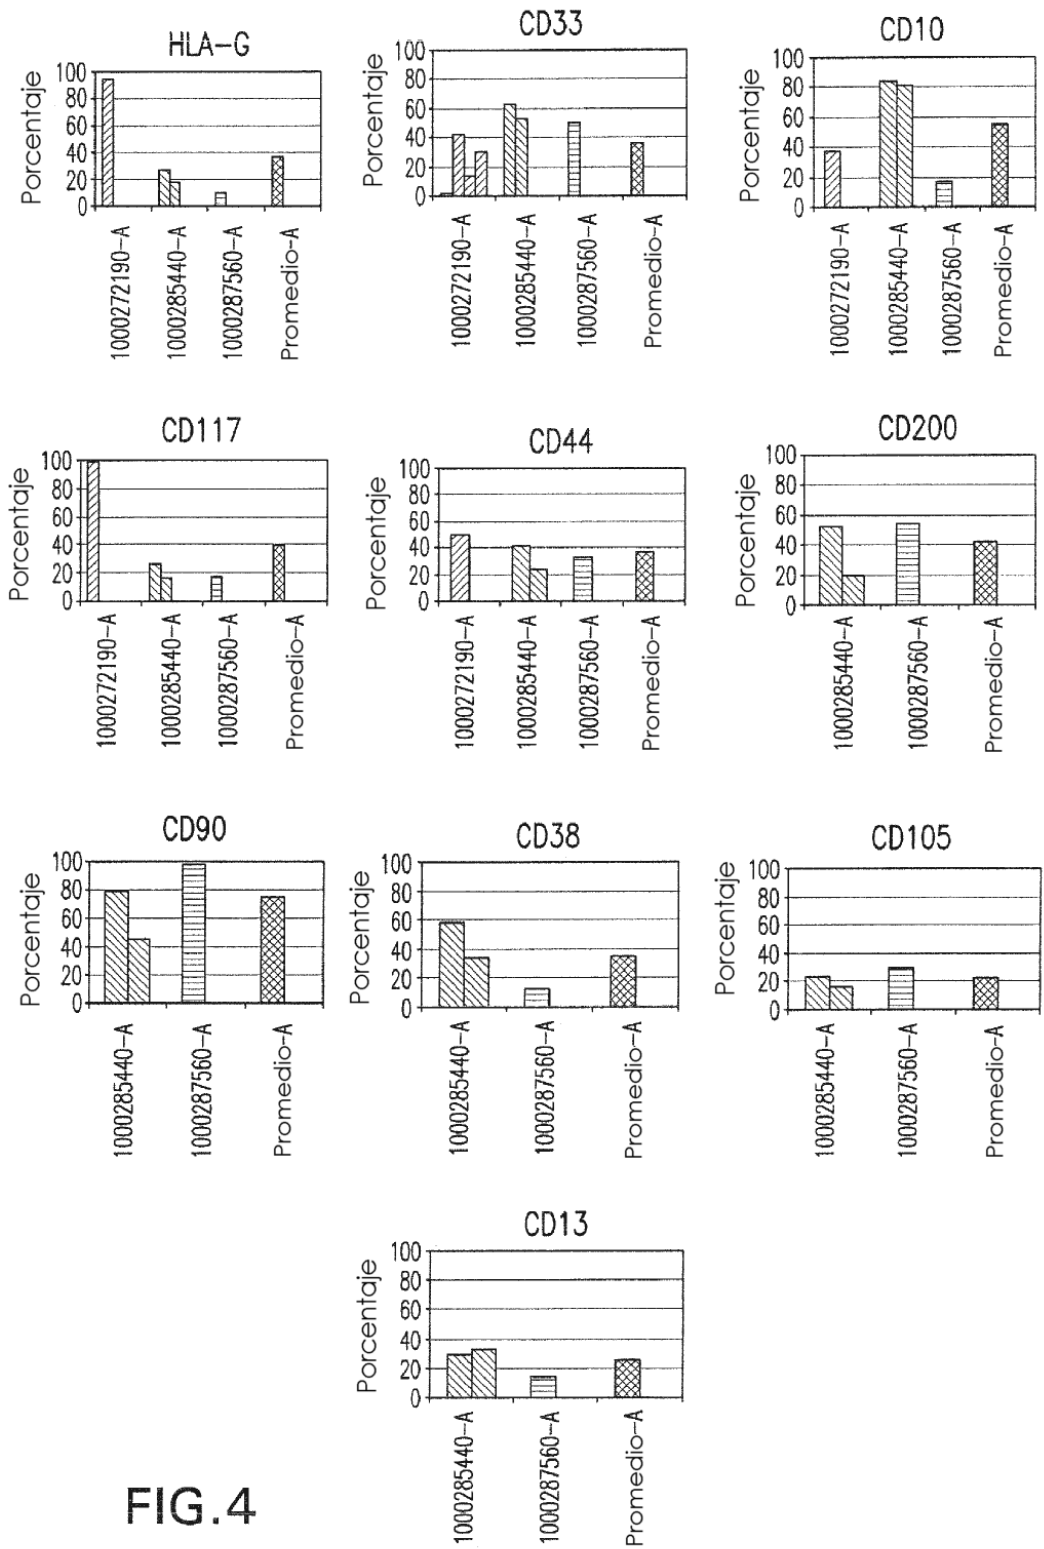 HLA-G
Porcentaje
100
80
60
40
20
0
1000272190-A
1000285440-A
1000287560-A
Promedio-A
CD33
Porcentaje
100
80
60
40
20
0
1000272190-A
1000285440-A
1000287560-A
Promedio-A
CD10
Porcentaje
100
80
60
40
20
0
1000272190-A
1000285440-A
1000287560-A
Promedio-A
CD117
Porcentaje
100
80
60
40
20
0
1000272190-A
1000285440-A
1000287560-A
Promedio-A
CD44
Porcentaje
100
80
60
40
20
0
1000272190-A
1000285440-A
1000287560-A
Promedio-A
CD200
Porcentaje
100
80
60
40
20
0
1000285440-A
1000287560-A
Promedio-A
CD90
Porcentaje
100
80
60
40
20
0
1000285440-A
1000287560-A
Promedio-A
CD38
Porcentaje
100
80
60
40
20
0
1000285440-A
1000287560-A
Promedio-A
CD105
Porcentaje
100
80
60
40
20
0
1000285440-A
1000287560-A
Promedio-A
CD13
Porcentaje
100
80
60
40
20
0
1000285440-A
1000287560-A
Promedio-A
FIG.4